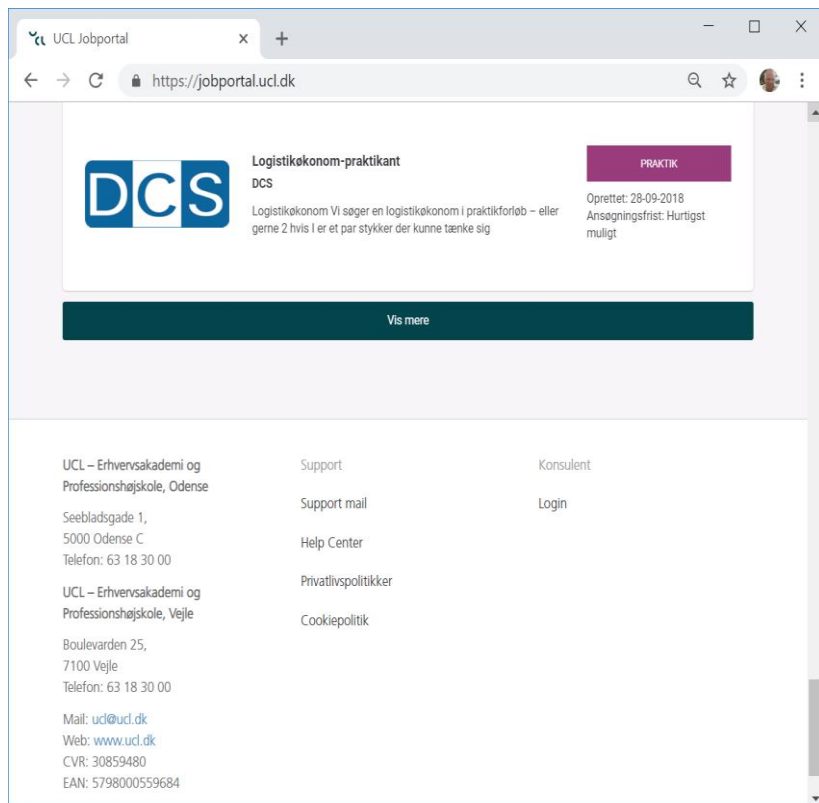 UCL Jobportal
https://jobportal.ucl.dk
DCS
Logistikøkonom-praktikant
DCS
Logistikøkonom Vi søger en logistikøkonom i praktikforløb – eller
gerne 2 hvis I er et par stykker der kunne tænke sig
PRAKTIK
Oprettet: 28-09-2018
Ansøgningsfrist: Hurtigst
muligt
Vis mere
UCL – Erhvervsakademi og
Professionshøjskole, Odense
Seebladsgade 1,
5000 Odense C
Telefon: 63 18 30 00
UCL – Erhvervsakademi og
Professionshøjskole, Vejle
Boulevarden 25,
7100 Vejle
Telefon: 63 18 30 00
Mail: ucl@ucl.dk
Web: www.ucl.dk
CVR: 30859480
EAN: 5798000559684
Support
Support mail
Help Center
Privatlivspolitikker
Cookiepolitik
Konsulent
Login